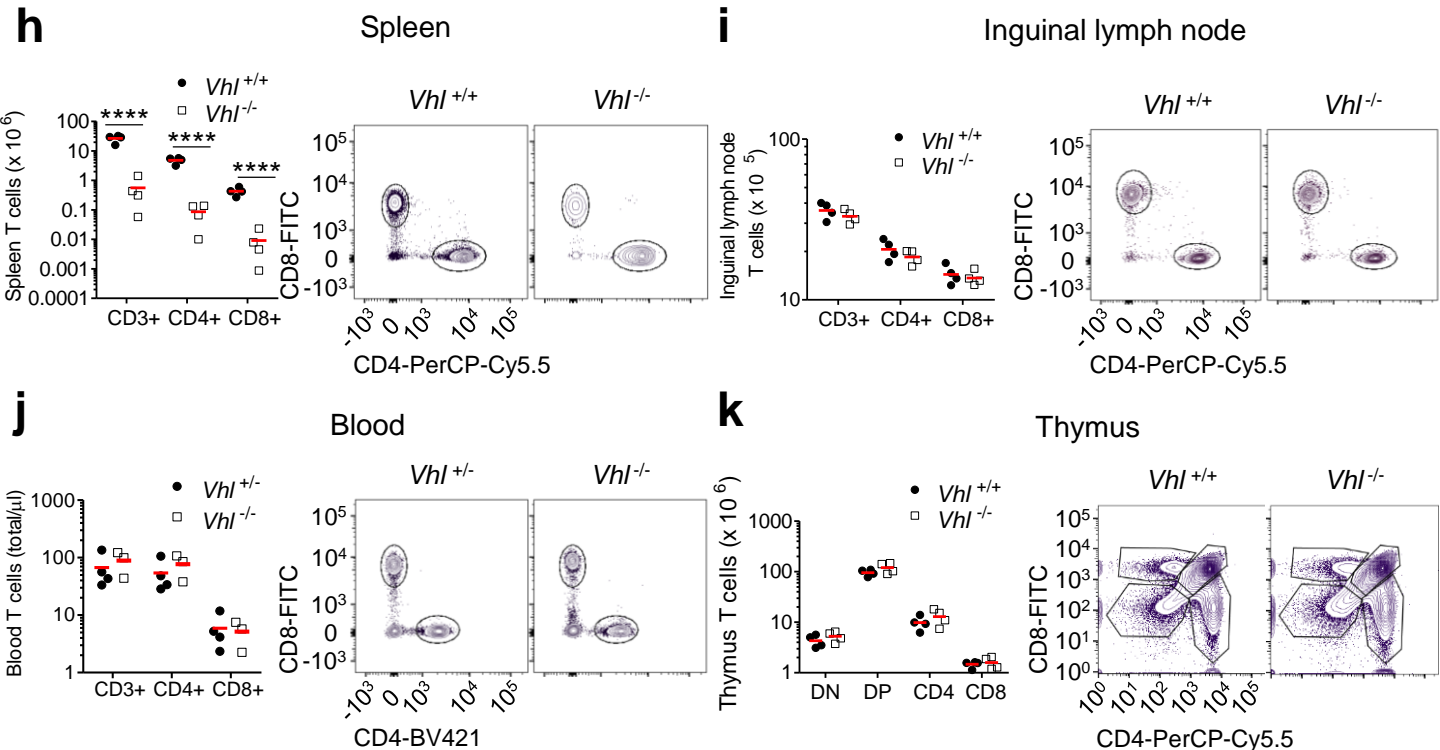 h
Spleen
Vhl +/+
Vhl -/-
****
****
****
Spleen T cells (x 10 6)
100
10
1
0.1
0.01
0.001
0.0001
CD3+ CD4+ CD8+
Vhl +/+ Vhl -/-
CD8-FITC
10 5
10 4
10 3
0
-10 3
-10 3 0 10 3 10 4 10 5
CD4-PerCP-Cy5.5
i
Inguinal lymph node
Vhl +/+
Vhl -/-
Inguinal lymph node
T cells (x 10 5)
100
10
CD3+ CD4+ CD8+
Vhl +/+ Vhl -/-
CD8-FITC
10 5
10 4
10 3
0
-10 3
-10 3 0 10 3 10 4 10 5
CD4-PerCP-Cy5.5
j
Blood
Vhl +/-
Vhl -/-
Blood T cells (total/µl)
1000
100
10
1
CD3+ CD4+ CD8+
Vhl +/- Vhl -/-
CD8-FITC
10 5
10 4
10 3
0
-10 3
-10 3 0 10 3 10 4 10 5
CD4-BV421
k
Thymus
Vhl +/+
Vhl -/-
Thymus T cells (x 10 6)
1000
100
10
1
DN DP CD4 CD8
Vhl +/+ Vhl -/-
CD8-FITC
10 5
10 4
10 3
10 2
10 1
10 0
10 0 10 1 10 2 10 3 10 4 10 5
CD4-PerCP-Cy5.5